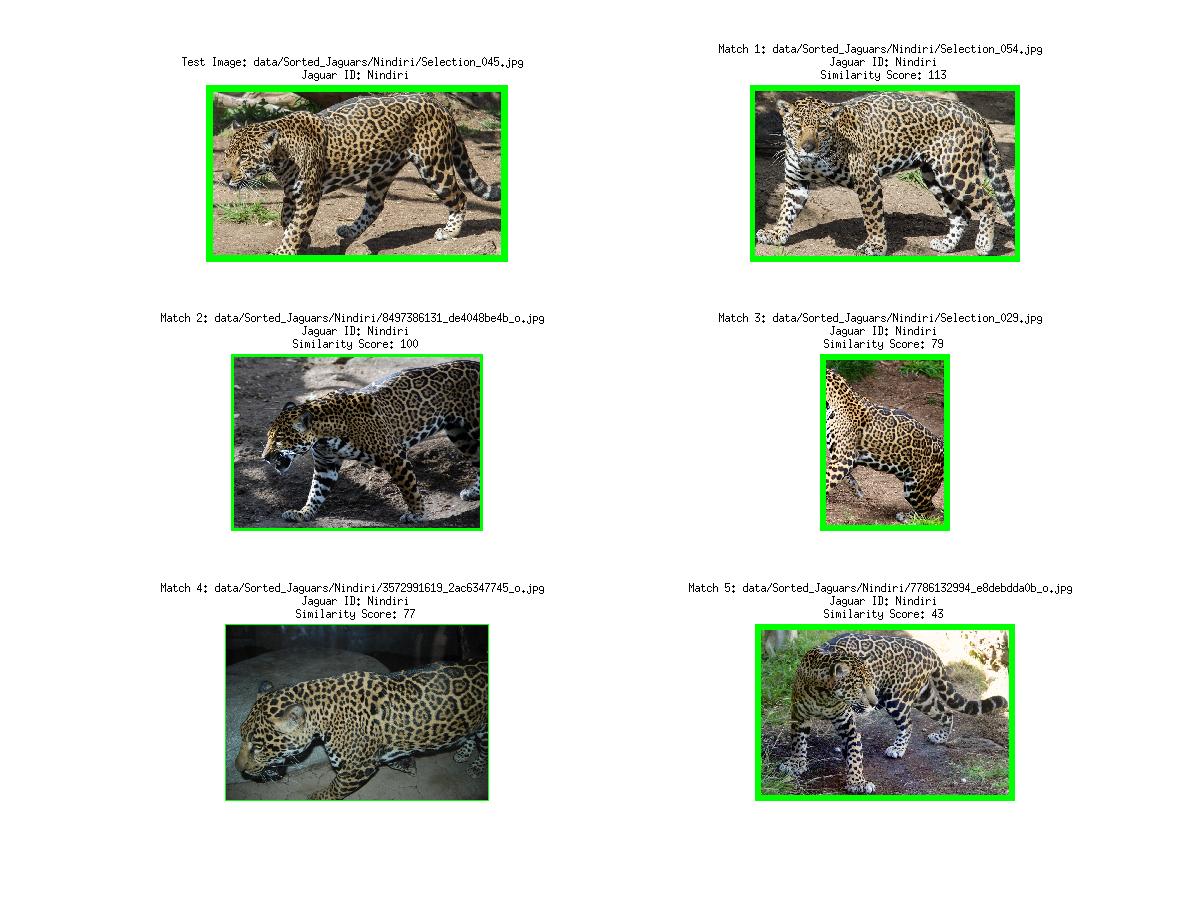 Test Image: data/Sorted_Jaguars/Nindiri/Selection_045.jpg
Jaguar ID: Nindiri
Match 1: data/Sorted_Jaguars/Nindiri/Selection_054.jpg
Jaguar ID: Nindiri
Similarity Score: 113
Match 2: data/Sorted_Jaguars/Nindiri/8497386131_de4048be4b_o.jpg
Jaguar ID: Nindiri
Similarity Score: 100
Match 3: data/Sorted_Jaguars/Nindiri/Selection_029.jpg
Jaguar ID: Nindiri
Similarity Score: 79
Match 4: data/Sorted_Jaguars/Nindiri/3572991619_2ac6347745_o.jpg
Jaguar ID: Nindiri
Similarity Score: 77
Match 5: data/Sorted_Jaguars/Nindiri/7786132994_e8debdda0b_o.jpg
Jaguar ID: Nindiri
Similarity Score: 43